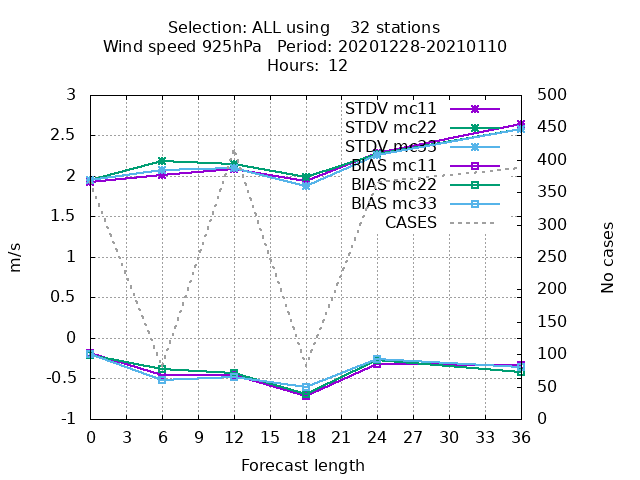 Selection: ALL using 32 stations
Wind speed 925hPa Period: 20201228-20210110
Hours: 12
3
2.5
2
1.5
1
0.5
0
-0.5
-1
m/s
500
450
400
350
300
250
200
150
100
50
0
No cases
STDV mc11
STDV mc22
STDV mc33
BIAS mc11
BIAS mc22
BIAS mc33
CASES
0 3 6 9 12 15 18 21 24 27 30 33 36
Forecast length